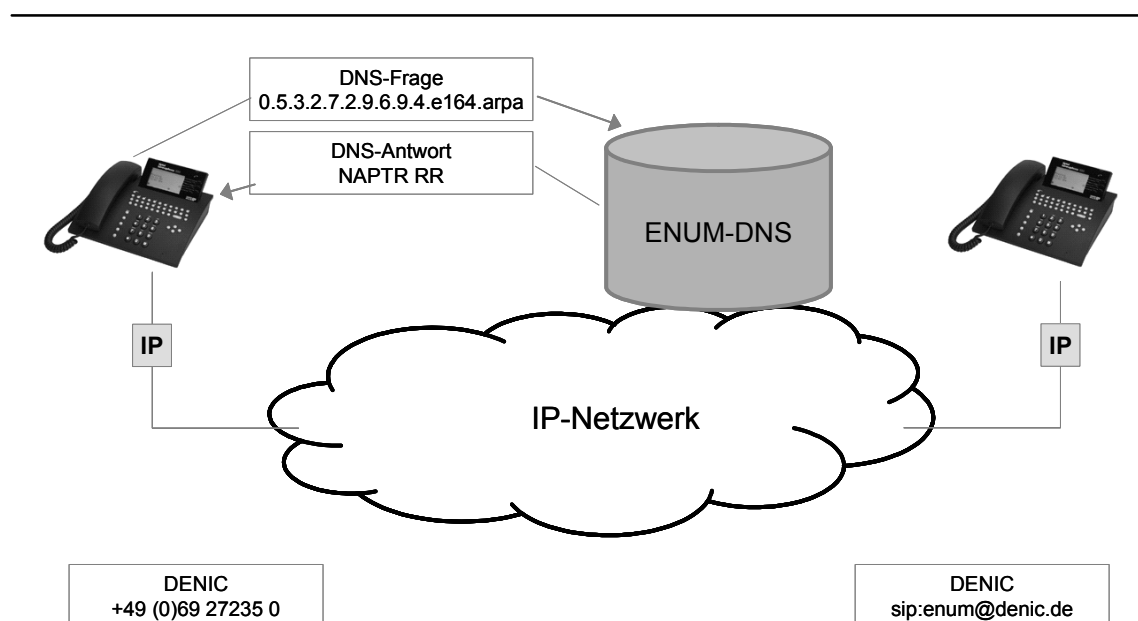 DNS-Frage
0.5.3.2.7.2.9.6.9.4.e164.arpa
DNS-Antwort
NAPTR RR
ENUM-DNS
IP
IP
IP-Netzwerk
DENIC
+49 (0)69 27235 0
DENIC
sip:enum@denic.de